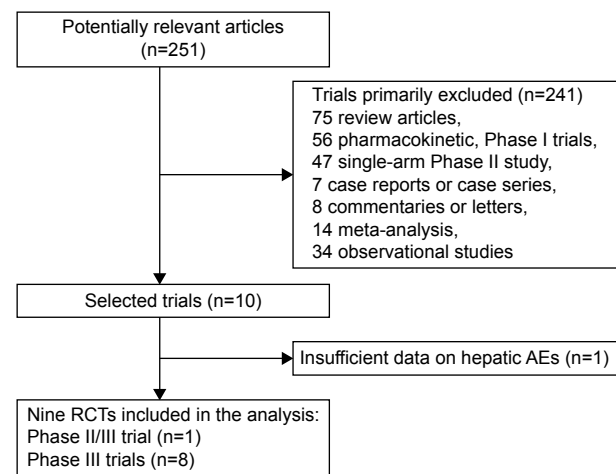 Potentially relevant articles
(n=251)
Trials primarily excluded (n=241)
75 review articles,
56 pharmacokinetic, Phase I trials,
47 single-arm Phase II study,
7 case reports or case series,
8 commentaries or letters,
14 meta-analysis,
34 observational studies
Selected trials (n=10)
Insufficient data on hepatic AEs (n=1)
Nine RCTs included in the analysis:
Phase II/III trial (n=1)
Phase III trials (n=8)